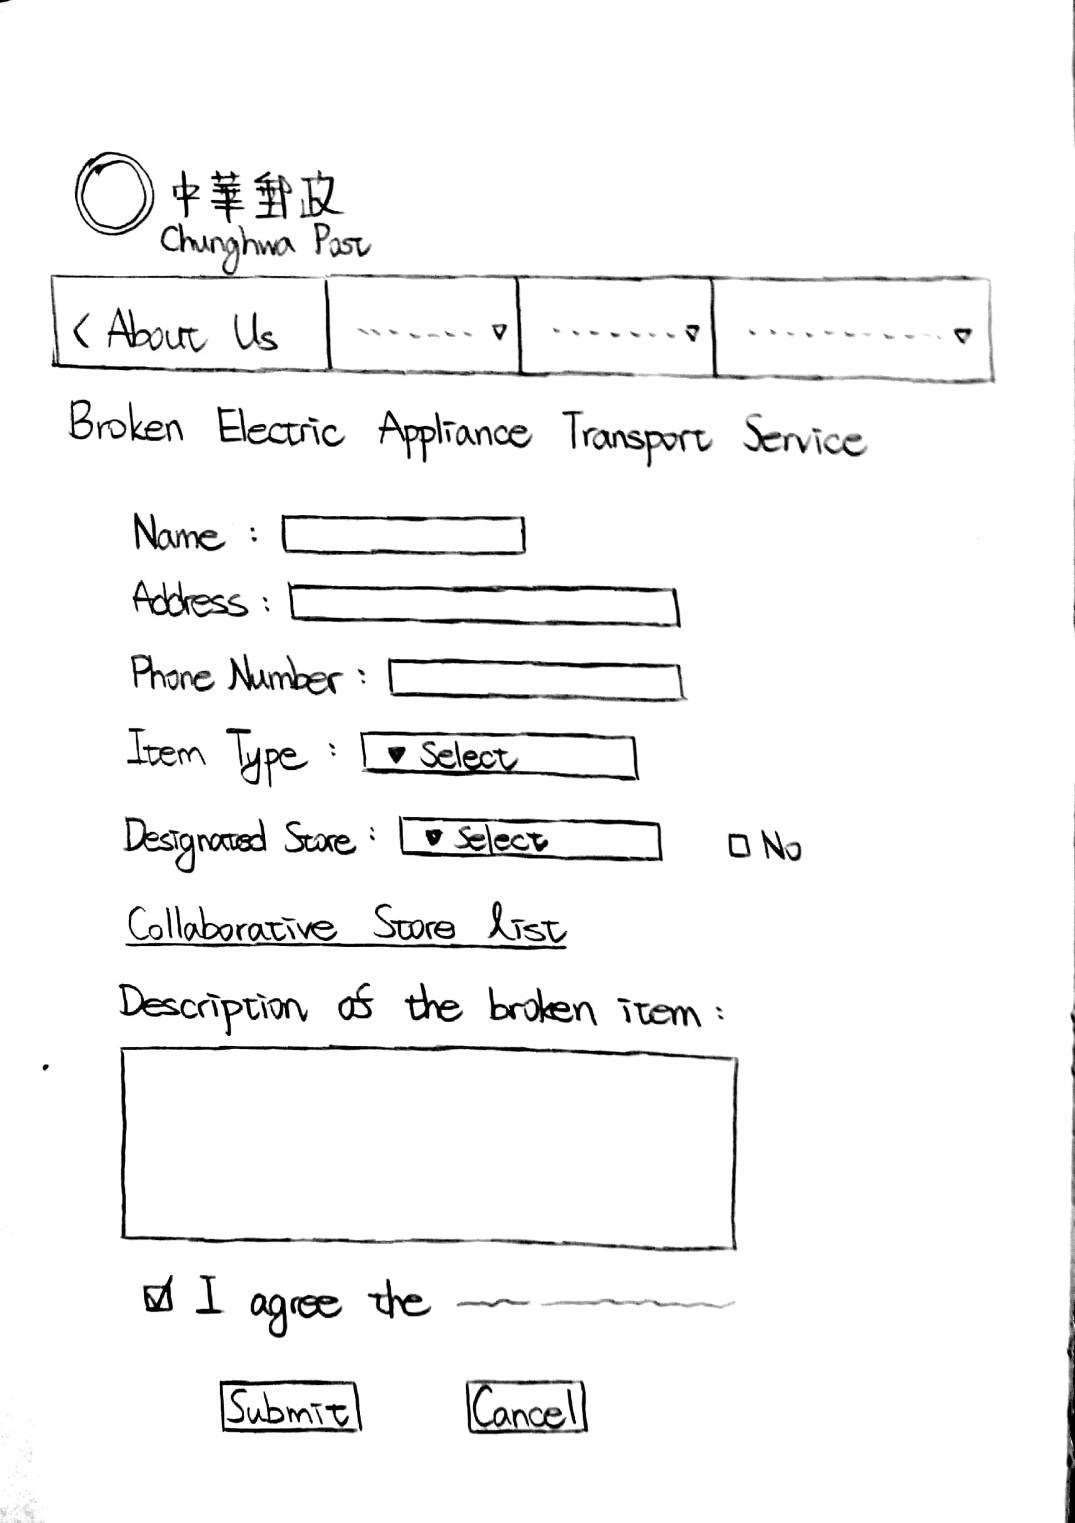 中華郵政
Chunghwa Post
< About Us
Broken Electric Appliance Transport Service
Name :
Address :
Phone Number :
Item Type : ▼ Select
Designated Store : ▼ Select □ No
Collaborative Store list
Description of the broken item :
☑ I agree the
Submit Cancel